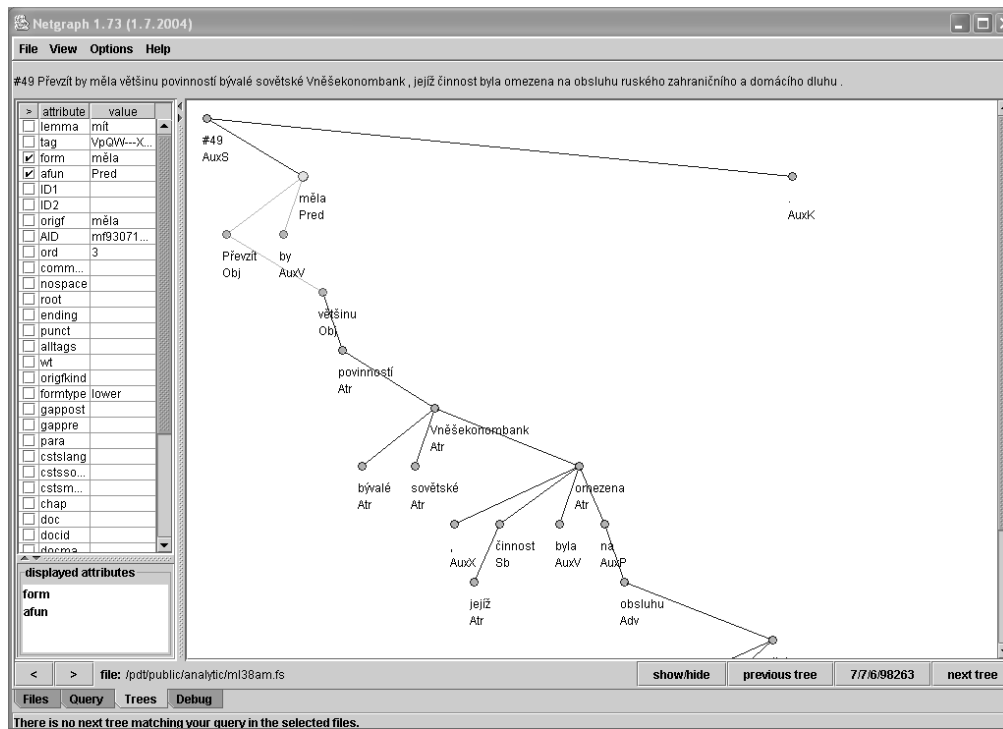 Netgraph 1.73 (1.7.2004)
File View Options Help
#49 Převzít by měla většinu povinností bývalé sovětské Vněšekonombank , jejíž činnost byla omezena na obsluhu ruského zahraničního a domácího dluhu .
> attribute value
lemma mít
tag VpQW---X...
form měla
afun Pred
ID1
ID2
origf měla
AID mf93071...
ord 3
comm...
nospace
root
ending
punct
alltags
wt
origfkind
formtype lower
gappost
gappre
para
cstslang
cstsso...
cstsm...
chap
doc
docid
docma
displayed attributes
form
afun
#49
AuxS
měla
Pred
.
AuxK
Převzít
Obj
by
AuxV
většinu
Obj
povinností
Atr
Vněšekonombank
Atr
bývalé
Atr
sovětské
Atr
omezena
Atr
,
AuxX
činnost
Sb
byla
AuxV
na
AuxP
jejíž
Atr
obsluhu
Adv
< > file: /pdt/public/analytic/ml38am.fs show/hide previous tree 7/7/6/98263 next tree
Files Query Trees Debug
There is no next tree matching your query in the selected files.